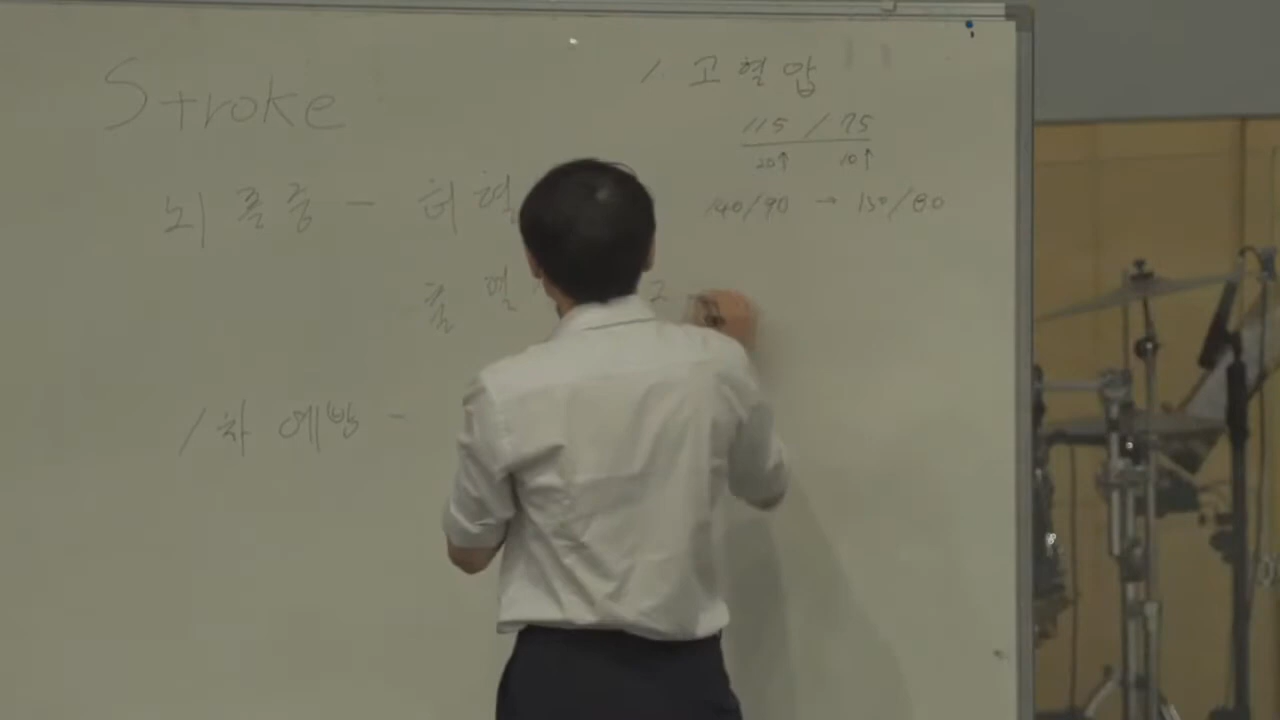 Stroke
뇌졸중 - 허혈
출혈
1차 예방 -
1. 고혈압
115 / 75
20↑ 10↑
140/90 → 130/80
2